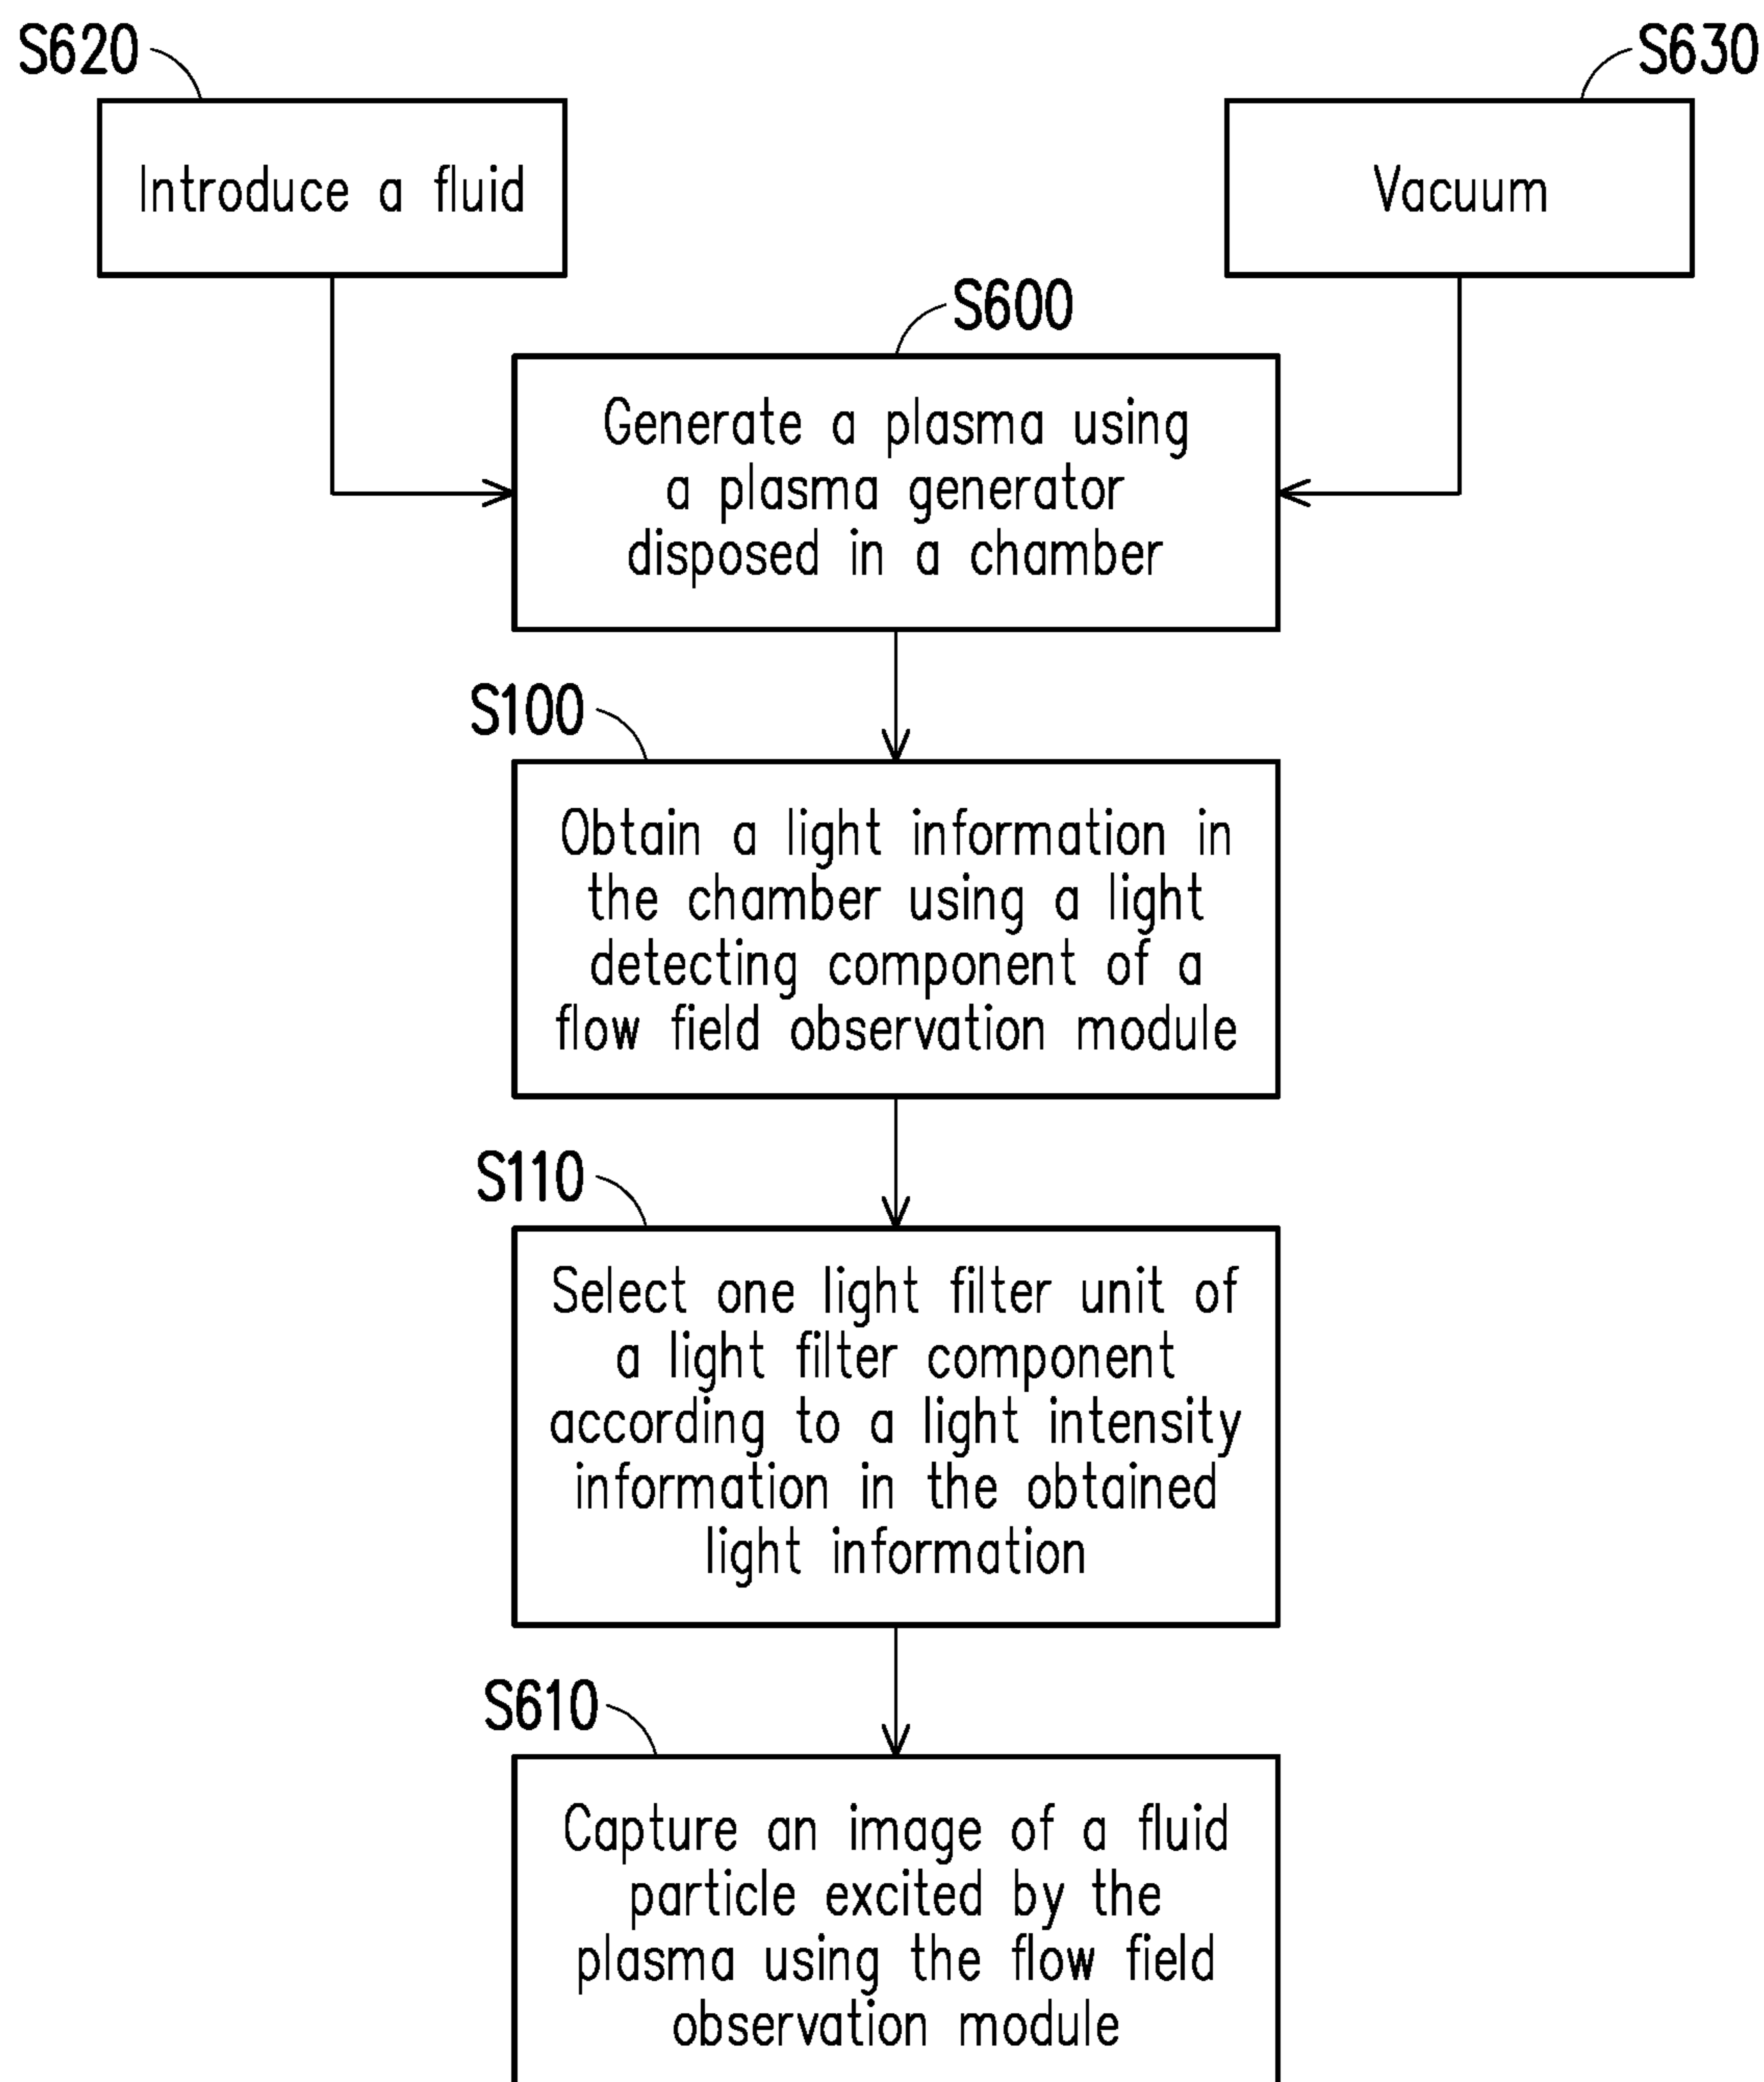 S620
S630
Introduce a fluid
Vacuum
S600
Generate a plasma using
a plasma generator
disposed in a chamber
S100
Obtain a light information in
the chamber using a light
detecting component of a
flow field observation module
S110
Select one light filter unit of
a light filter component
according to a light intensity
information in the obtained
light information
S610
Capture an image of a fluid
particle excited by the
plasma using the flow field
observation module